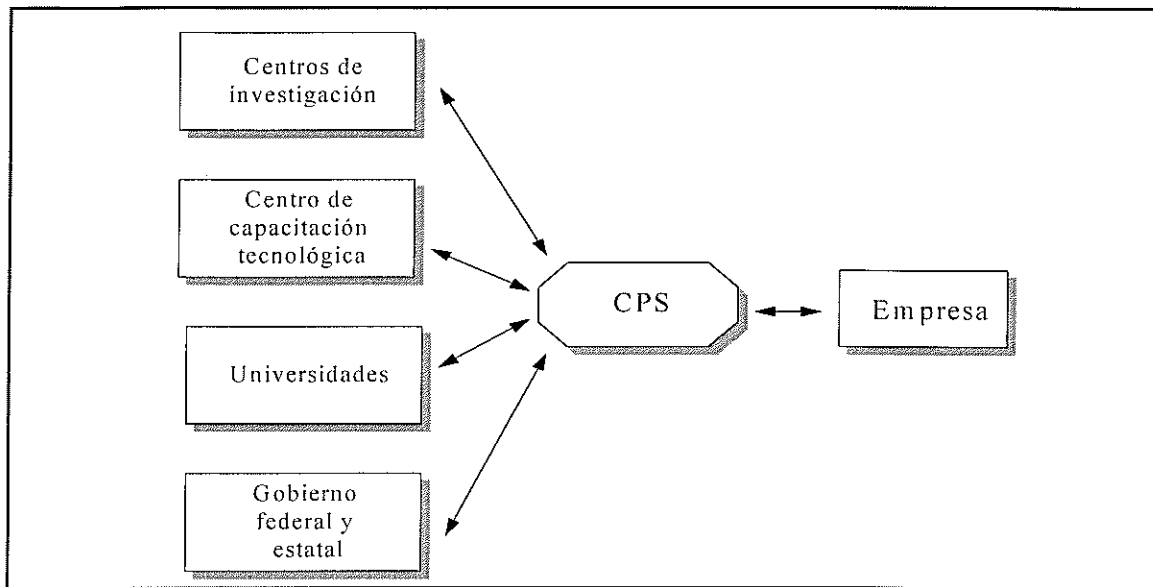 Centros de
investigación
Centro de
capacitación
tecnológica
Universidades
Gobierno
federal y
estatal
CPS
Empresa